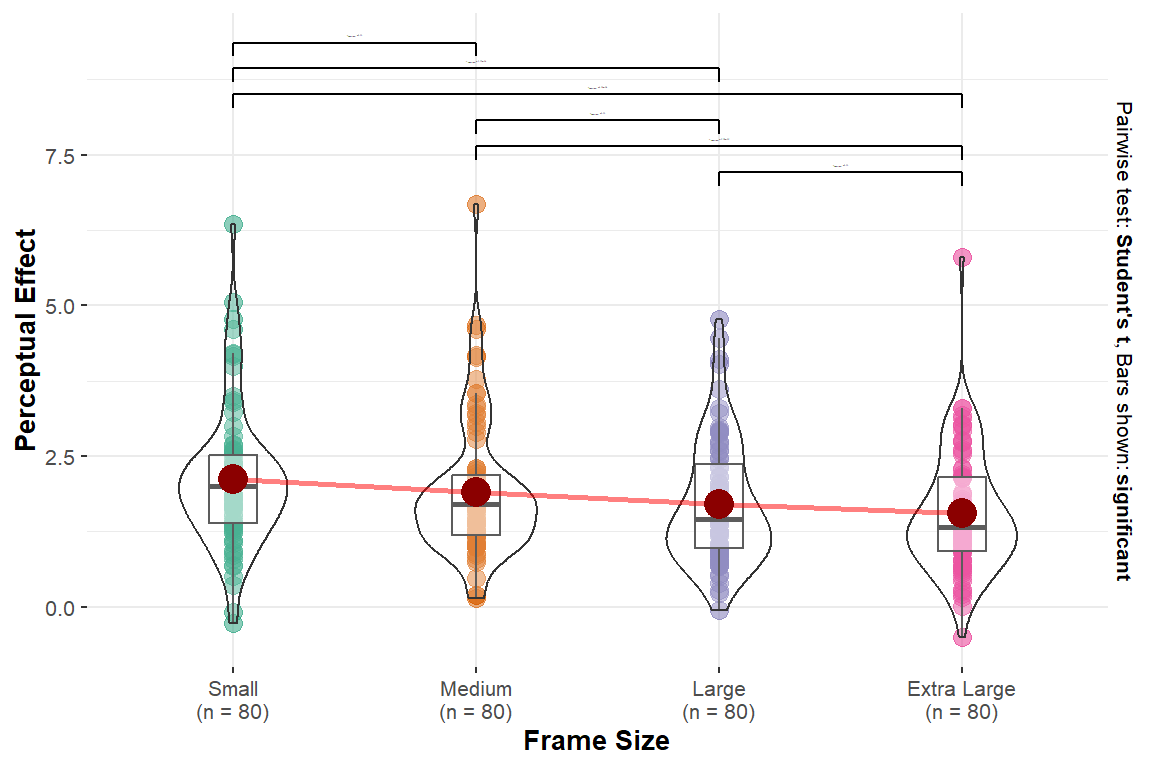 7.5
5.0
2.5
0.0
Perceptual Effect
Small
(n = 80)
Medium
(n = 80)
Large
(n = 80)
Extra Large
(n = 80)
Frame Size
Pairwise test: Student's t, Bars shown: significant